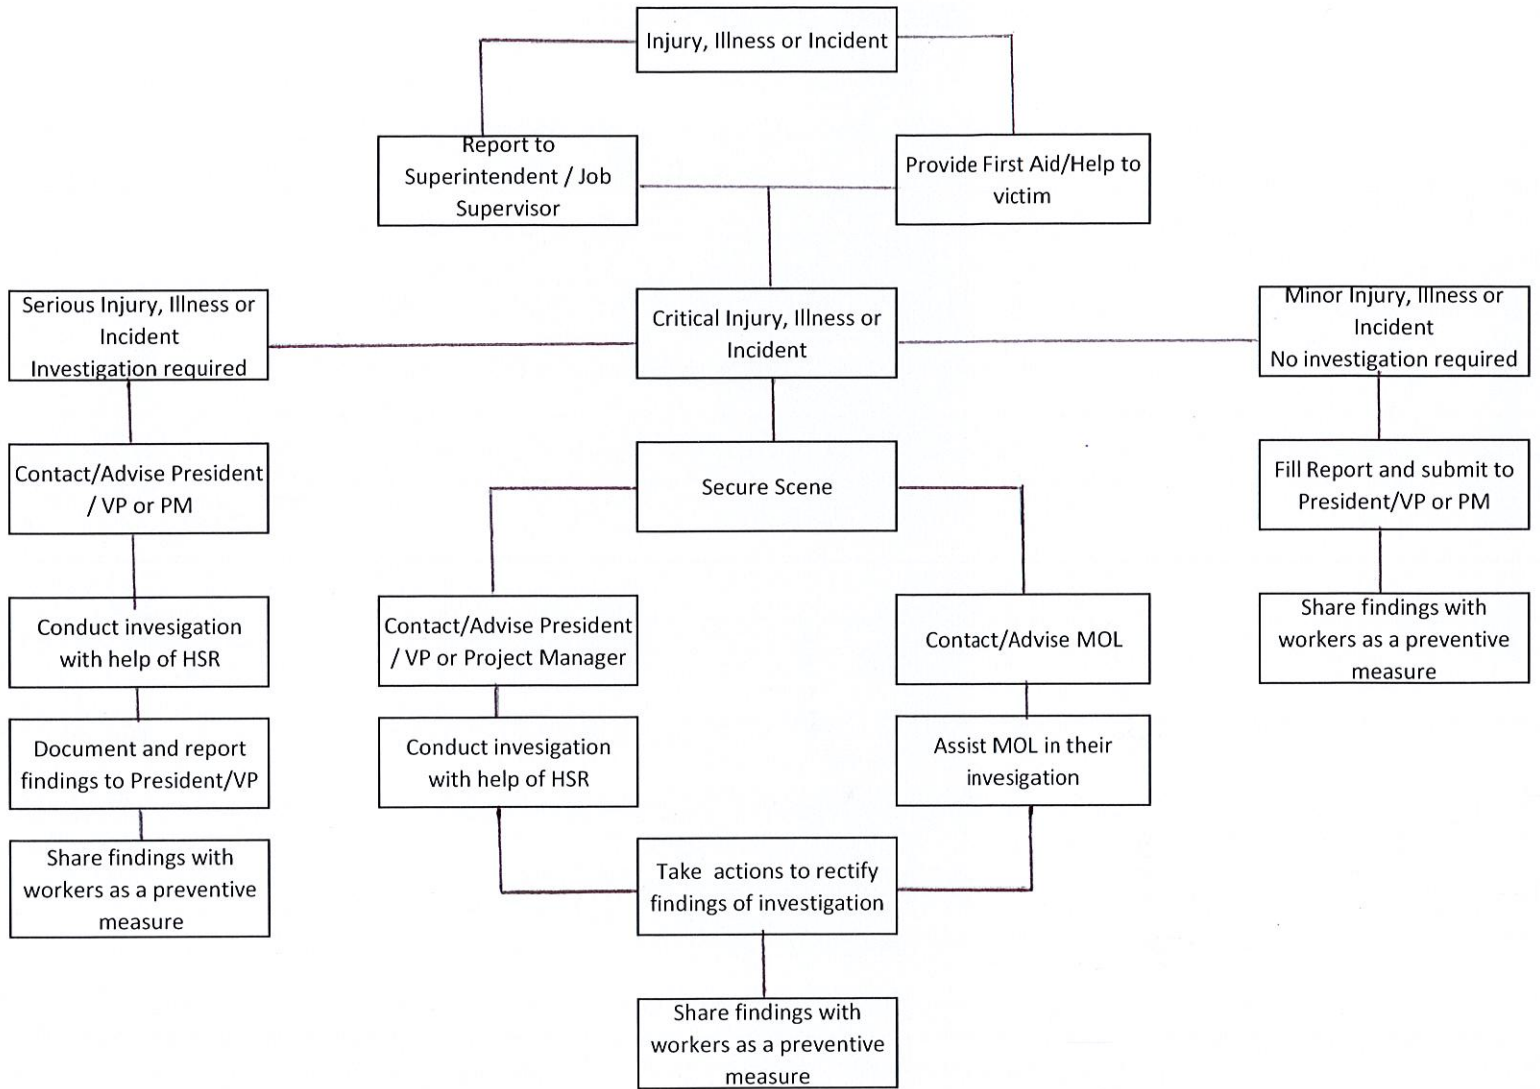 Injury, Illness or Incident
Report to
Superintendent / Job
Supervisor
Provide First Aid/Help to
victim
Serious Injury, Illness or
Incident
Investigation required
Critical Injury, Illness or
Incident
Minor Injury, Illness or
Incident
No investigation required
Contact/Advise President
/ VP or PM
Secure Scene
Fill Report and submit to
President/VP or PM
Conduct invesigation
with help of HSR
Contact/Advise President
/ VP or Project Manager
Contact/Advise MOL
Share findings with
workers as a preventive
measure
Document and report
findings to President/VP
Conduct invesigation
with help of HSR
Assist MOL in their
invesigation
Share findings with
workers as a preventive
measure
Take  actions to rectify
findings of investigation
Share findings with
workers as a preventive
measure